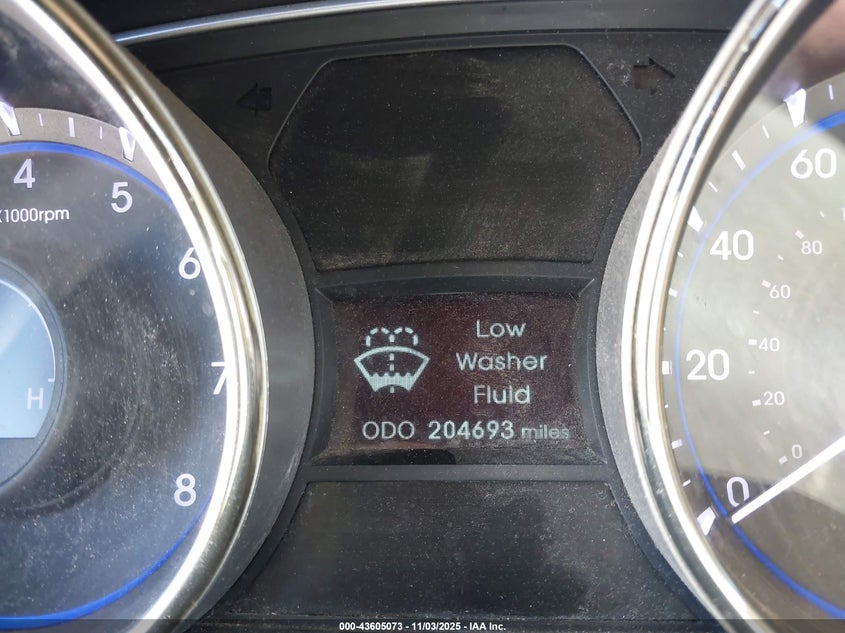 4
5
X1000rpm
6
7
8
H
Low
Washer
Fluid
ODO 204693 miles
60
80
40
60
20
40
20
0
0
000-43605073 — 11/03/2025 — IAA Inc.